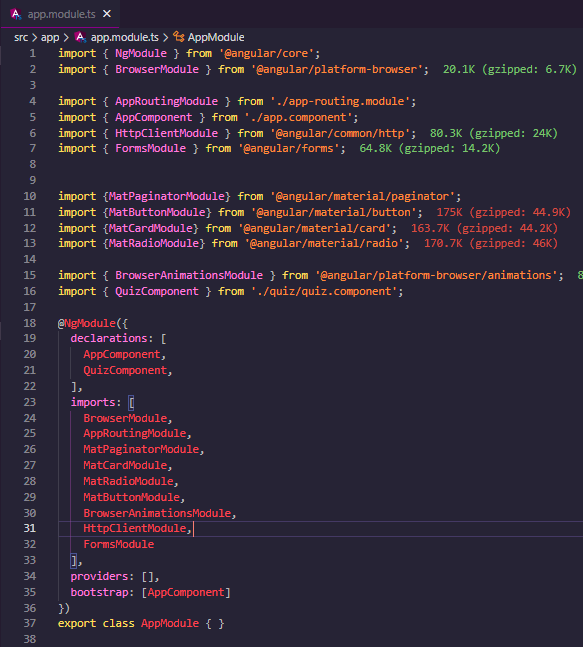 app.module.ts ×
src > app > app.module.ts > AppModule
1 import { NgModule } from '@angular/core';
2 import { BrowserModule } from '@angular/platform-browser'; 20.1K (gzipped: 6.7K)
3
4 import { AppRoutingModule } from './app-routing.module';
5 import { AppComponent } from './app.component';
6 import { HttpClientModule } from '@angular/common/http'; 80.3K (gzipped: 24K)
7 import { FormsModule } from '@angular/forms'; 64.8K (gzipped: 14.2K)
8
9
10 import {MatPaginatorModule} from '@angular/material/paginator';
11 import {MatButtonModule} from '@angular/material/button'; 175K (gzipped: 44.9K)
12 import {MatCardModule} from '@angular/material/card'; 163.7K (gzipped: 44.2K)
13 import {MatRadioModule} from '@angular/material/radio'; 170.7K (gzipped: 46K)
14
15 import { BrowserAnimationsModule } from '@angular/platform-browser/animations'; 8
16 import { QuizComponent } from './quiz/quiz.component';
17
18 @NgModule({
19 declarations: [
20 AppComponent,
21 QuizComponent,
22 ],
23 imports: [
24 BrowserModule,
25 AppRoutingModule,
26 MatPaginatorModule,
27 MatCardModule,
28 MatRadioModule,
29 MatButtonModule,
30 BrowserAnimationsModule,
31 HttpClientModule,
32 FormsModule
33 ],
34 providers: [],
35 bootstrap: [AppComponent]
36 })
37 export class AppModule { }
38